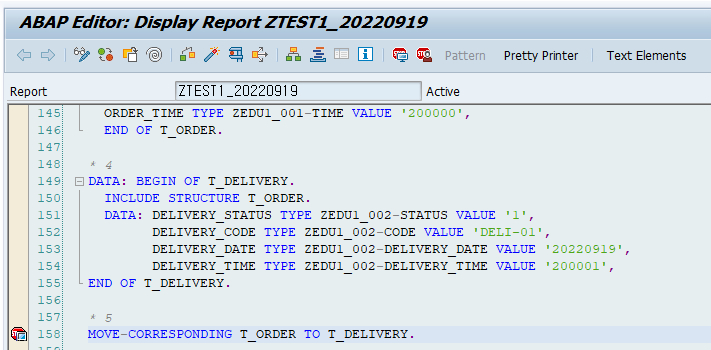 ABAP Editor: Display Report ZTEST1_20220919
Pattern Pretty Printer Text Elements
Report ZTEST1_20220919 Active
145 ORDER_TIME TYPE ZEDU1_001-TIME VALUE '200000',
146 END OF T_ORDER.
147
148 * 4
149 DATA: BEGIN OF T_DELIVERY.
150 INCLUDE STRUCTURE T_ORDER.
151 DATA: DELIVERY_STATUS TYPE ZEDU1_002-STATUS VALUE '1',
152 DELIVERY_CODE TYPE ZEDU1_002-CODE VALUE 'DELI-01',
153 DELIVERY_DATE TYPE ZEDU1_002-DELIVERY_DATE VALUE '20220919',
154 DELIVERY_TIME TYPE ZEDU1_002-DELIVERY_TIME VALUE '200001',
155 END OF T_DELIVERY.
156
157 * 5
158 MOVE-CORRESPONDING T_ORDER TO T_DELIVERY.